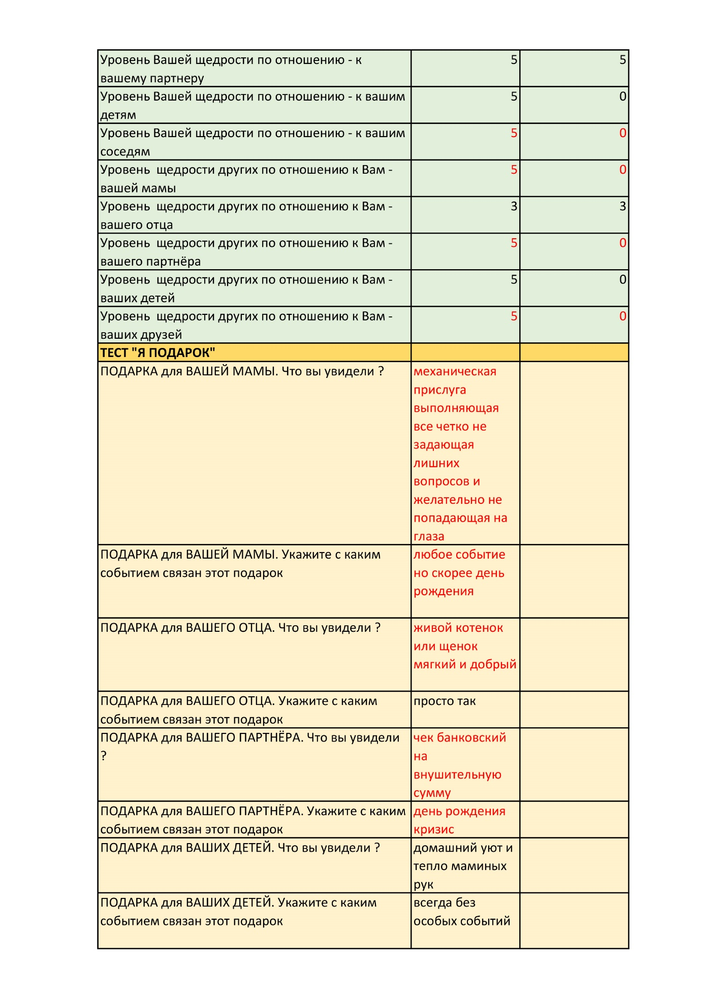 Уровень Вашей щедрости по отношению - к
вашему партнеру
5
5
Уровень Вашей щедрости по отношению - к вашим
детям
5
0
Уровень Вашей щедрости по отношению - к вашим
соседям
5
0
Уровень  щедрости других по отношению к Вам -
вашей мамы
5
0
Уровень  щедрости других по отношению к Вам -
вашего отца
3
3
Уровень  щедрости других по отношению к Вам -
вашего партнёра
5
0
Уровень  щедрости других по отношению к Вам -
ваших детей
5
0
Уровень  щедрости других по отношению к Вам -
ваших друзей
5
0
ТЕСТ "Я ПОДАРОК"
ПОДАРКА для ВАШЕЙ МАМЫ. Что вы увидели ?
механическая
прислуга
выполняющая
все четко не
задающая
лишних
вопросов и
желательно не
попадающая на
глаза
ПОДАРКА для ВАШЕЙ МАМЫ. Укажите с каким
событием связан этот подарок
любое событие
но скорее день
рождения
ПОДАРКА для ВАШЕГО ОТЦА. Что вы увидели ?
живой котенок
или щенок
мягкий и добрый
ПОДАРКА для ВАШЕГО ОТЦА. Укажите с каким
событием связан этот подарок
просто так
ПОДАРКА для ВАШЕГО ПАРТНЁРА. Что вы увидели
?
чек банковский
на
внушительную
сумму
ПОДАРКА для ВАШЕГО ПАРТНЁРА. Укажите с каким
событием связан этот подарок
день рождения
кризис
ПОДАРКА для ВАШИХ ДЕТЕЙ. Что вы увидели ?
домашний уют и
тепло маминых
рук
ПОДАРКА для ВАШИХ ДЕТЕЙ. Укажите с каким
событием связан этот подарок
всегда без
особых событий